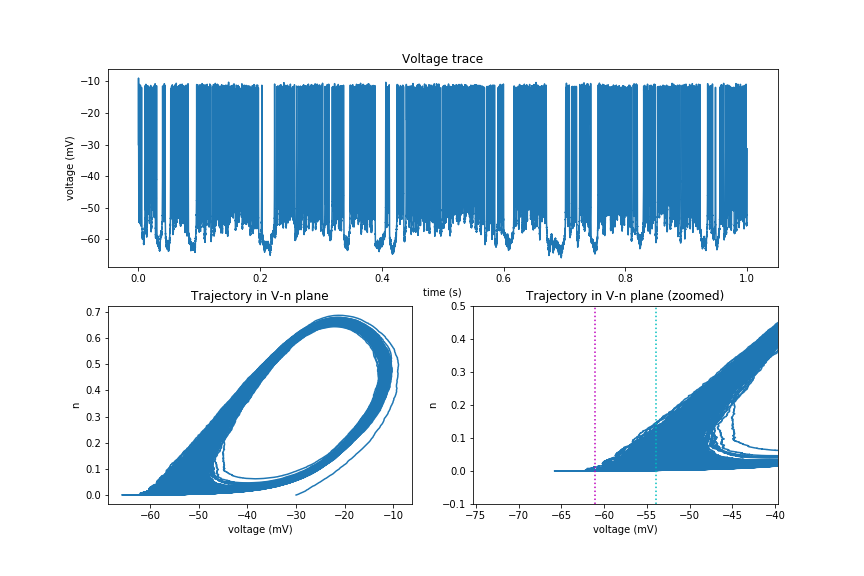 Voltage trace
voltage (mV)
−10
−20
−30
−40
−50
−60
0.0 0.2 0.4 0.6 0.8 1.0
time (s)
Trajectory in V-n plane
n
0.7
0.6
0.5
0.4
0.3
0.2
0.1
0.0
−60 −50 −40 −30 −20 −10
voltage (mV)
Trajectory in V-n plane (zoomed)
n
0.5
0.4
0.3
0.2
0.1
0.0
−0.1
−75 −70 −65 −60 −55 −50 −45 −40
voltage (mV)